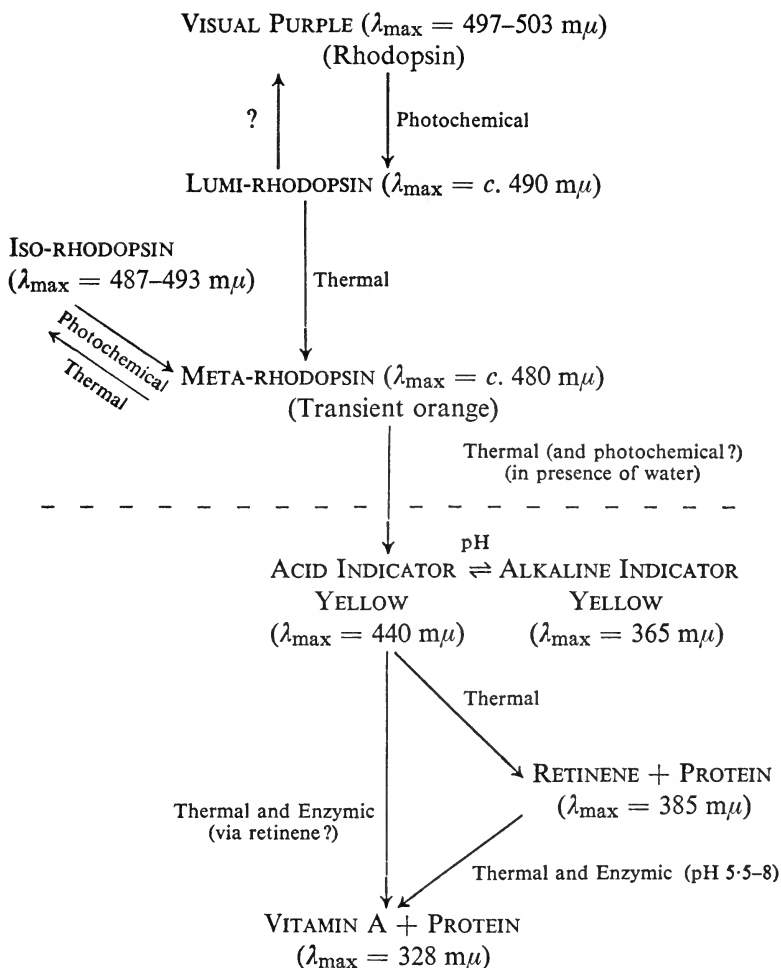 VISUAL PURPLE (λmax = 497–503 mμ)
(Rhodopsin)
?
Photochemical
LUMI-RHODOPSIN (λmax = c. 490 mμ)
ISO-RHODOPSIN
(λmax = 487–493 mμ)
Thermal
Photochemical
Thermal
META-RHODOPSIN (λmax = c. 480 mμ)
(Transient orange)
Thermal (and photochemical?)
(in presence of water)
pH
ACID INDICATOR ⇌ ALKALINE INDICATOR
YELLOW YELLOW
(λmax = 440 mμ) (λmax = 365 mμ)
Thermal
RETINENE + PROTEIN
(λmax = 385 mμ)
Thermal and Enzymic
(via retinene?)
Thermal and Enzymic (pH 5·5–8)
VITAMIN A + PROTEIN
(λmax = 328 mμ)